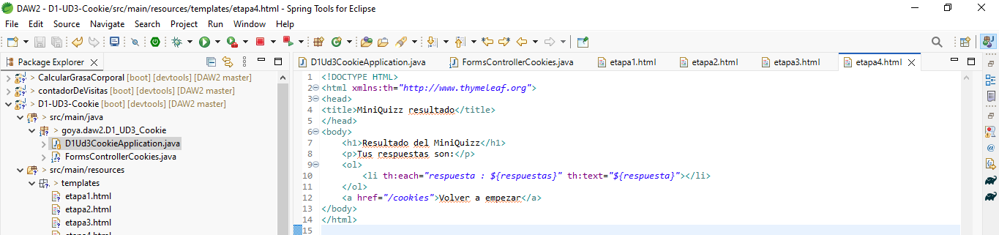 DAW2 - D1-UD3-Cookie/src/main/resources/templates/etapa4.html - Spring Tools for Eclipse
File Edit Source Navigate Search Project Run Window Help
Package Explorer
CalcularGrasaCorporal [boot] [devtools] [DAW2 master]
contadorDeVisitas [boot] [devtools] [DAW2 master]
D1-UD3-Cookie [boot] [devtools] [DAW2 master]
src/main/java
goya.daw2.D1_UD3_Cookie
D1Ud3CookieApplication.java
FormsControllerCookies.java
src/main/resources
templates
etapa1.html
etapa2.html
etapa3.html
etapa4.html
D1Ud3CookieApplication.java FormsControllerCookies.java etapa1.html etapa2.html etapa3.html etapa4.html
1 <!DOCTYPE HTML>
2 <html xmlns:th="http://www.thymeleaf.org">
3 <head>
4 <title>MiniQuizz resultado</title>
5 </head>
6 <body>
7 <h1>Resultado del MiniQuizz</h1>
8 <p>Tus respuestas son:</p>
9 <ol>
10 <li th:each="respuesta : ${respuestas}" th:text="${respuesta}"></li>
11 </ol>
12 <a href="/cookies">Volver a empezar</a>
13 </body>
14 </html>
15